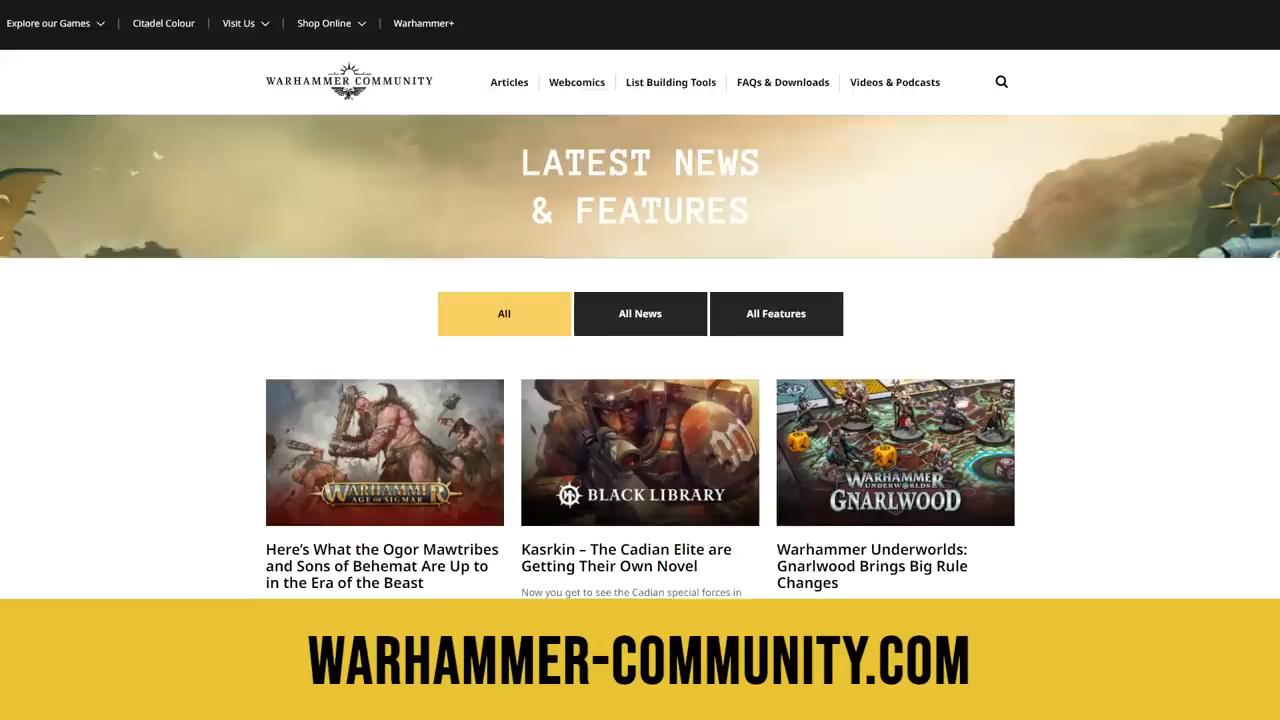 Explore our Games | Citadel Colour | Visit Us | Shop Online | Warhammer+
WARHAMMER COMMUNITY
Articles Webcomics List Building Tools FAQs & Downloads Videos & Podcasts
LATEST NEWS
& FEATURES
All All News All Features
WARHAMMER
AGE OF SIGMAR
BLACK LIBRARY
WARHAMMER
UNDERWORLDS
GNARLWOOD
Here’s What the Ogor Mawtribes
and Sons of Behemat Are Up to
in the Era of the Beast
Kasrkin – The Cadian Elite are
Getting Their Own Novel
Now you get to see the Cadian special forces in
Warhammer Underworlds:
Gnarlwood Brings Big Rule
Changes
WARHAMMER-COMMUNITY.COM